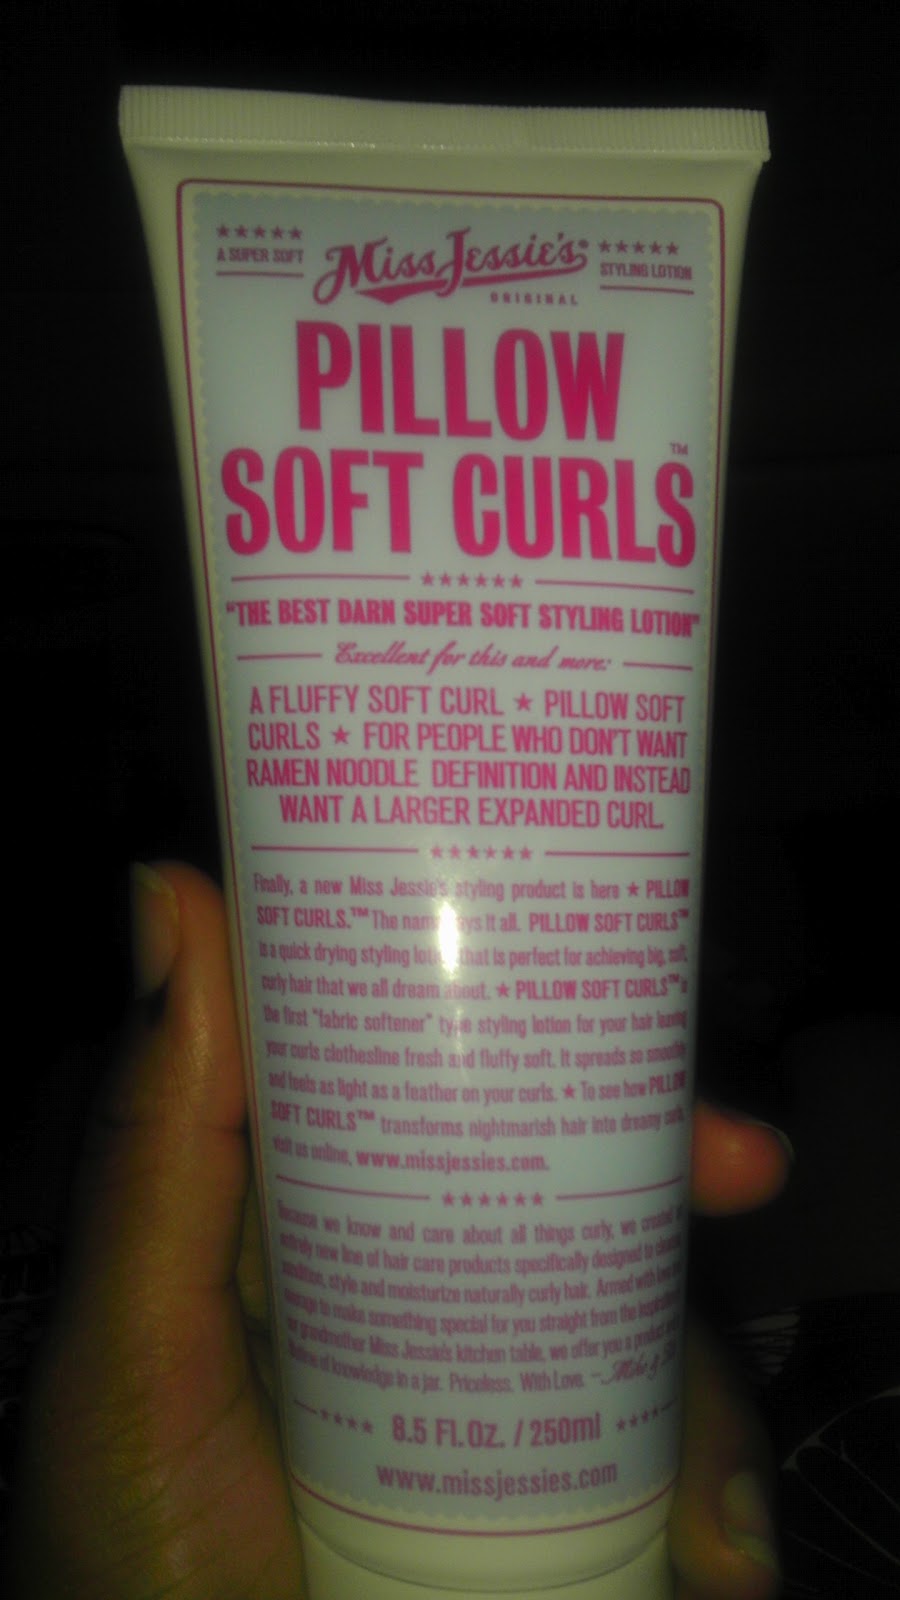 ★★★★★ Miss Jessie's® ★★★★★
A SUPER SOFT STYLING LOTION
ORIGINAL
PILLOW
SOFT CURLS™
★★★★★★
"THE BEST DARN SUPER SOFT STYLING LOTION"
Excellent for this and more:
A FLUFFY SOFT CURL ★ PILLOW SOFT
CURLS ★ FOR PEOPLE WHO DON'T WANT
RAMEN NOODLE DEFINITION AND INSTEAD
WANT A LARGER EXPANDED CURL.
★★★★★★
Finally, a new Miss Jessie's styling product is here ★ PILLOW
SOFT CURLS.™ The it all. PILLOW SOFT CURLS™
is a quick drying styling that is perfect for achieving big, soft,
curly hair that we all dream about. ★ PILLOW SOFT CURLS™ is
the first "fabric softener" type styling lotion for your hair leaving
your curls clothesline fresh and fluffy soft. It spreads so smoothly
and feels as light as a feather on your curls. ★ To see how PILLOW
SOFT CURLS™ transforms nightmarish hair into dreamy curls,
visit us online, www.missjessies.com.
★★★★★★
Because we know and care about all things curly, we created
entirely new line of hair care products specifically designed to
condition, style and moisturize naturally curly hair. Armed with love
courage to make something special for you straight from the
our grandmother Miss Jessie's kitchen table, we offer you a product
lifetime of knowledge in a jar. Priceless. With Love. –
★★★★ 8.5 Fl. Oz. / 250ml ★★★★
www.missjessies.com